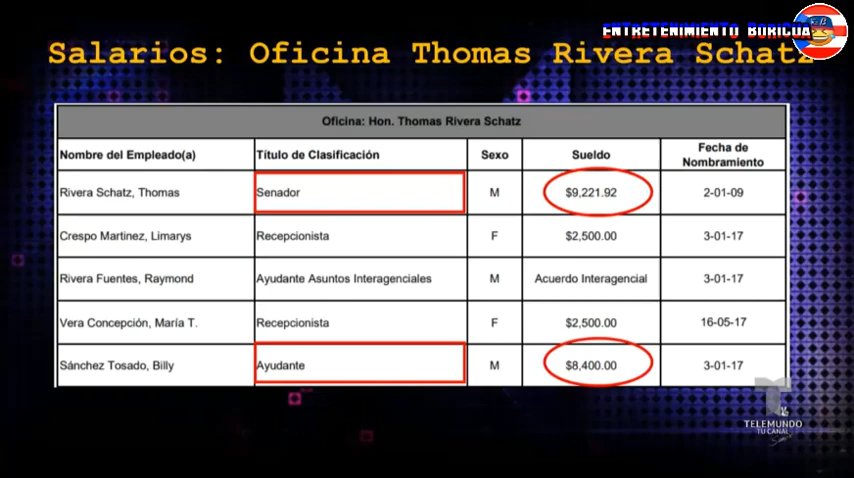 ENTRETENIMIENTO BORICUA
Salarios: Oficina Thomas Rivera Schatz
Oficina: Hon. Thomas Rivera Schatz
Nombre del Empleado(a) Título de Clasificación Sexo Sueldo Fecha de Nombramiento
Rivera Schatz, Thomas Senador M $9,221.92 2-01-09
Crespo Martinez, Limarys Recepcionista F $2,500.00 3-01-17
Rivera Fuentes, Raymond Ayudante Asuntos Interagenciales M Acuerdo Interagencial 3-01-17
Vera Concepción, María T. Recepcionista F $2,500.00 16-05-17
Sánchez Tosado, Billy Ayudante M $8,400.00 3-01-17
TELEMUNDO
TU CANAL